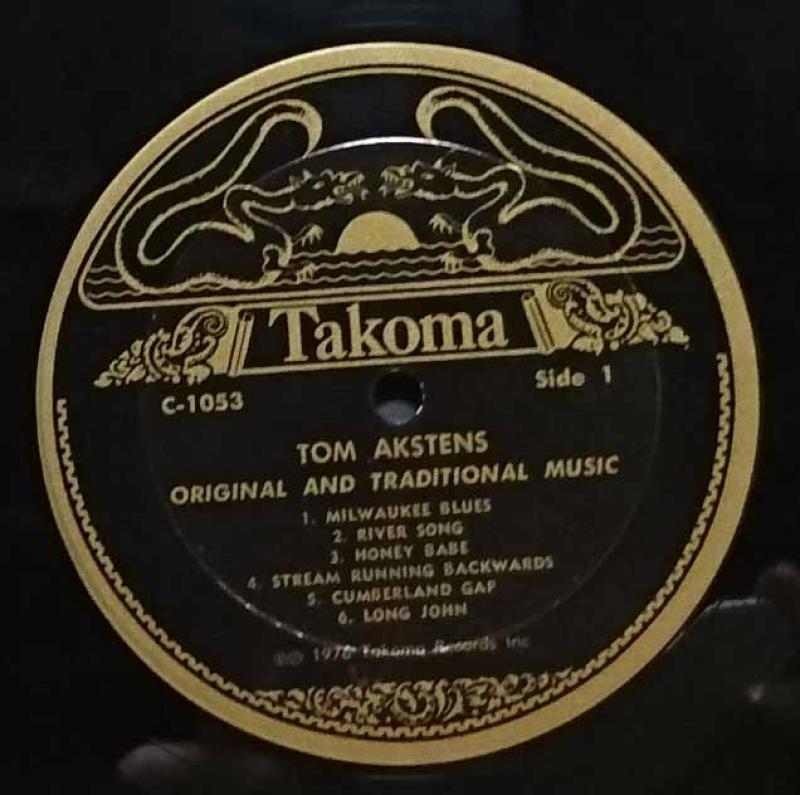 Takoma
C-1053
Side 1
TOM AKSTENS
ORIGINAL AND TRADITIONAL MUSIC
1. MILWAUKEE BLUES
2. RIVER SONG
3. HONEY BABE
4. STREAM RUNNING BACKWARDS
5. CUMBERLAND GAP
6. LONG JOHN
℗© 1976 Takoma Records Inc